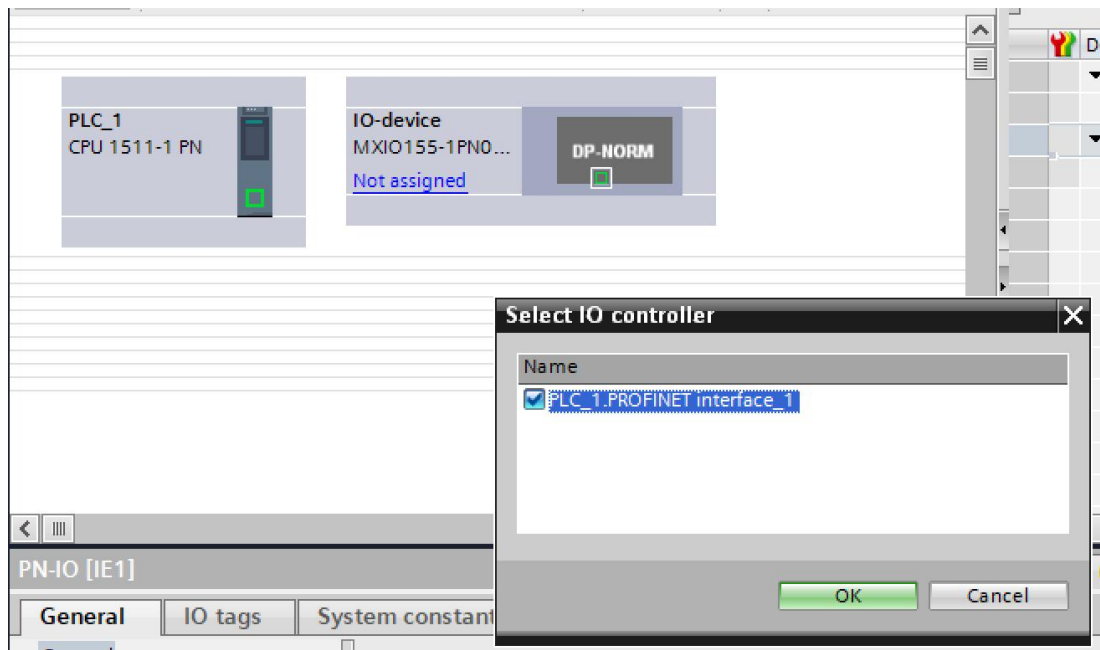 PLC_1
CPU 1511-1 PN
IO-device
MXIO155-1PN0...
Not assigned
DP-NORM
D
Select IO controller
Name
PLC_1.PROFINET interface_1
OK
Cancel
PN-IO [IE1]
General
IO tags
System constant